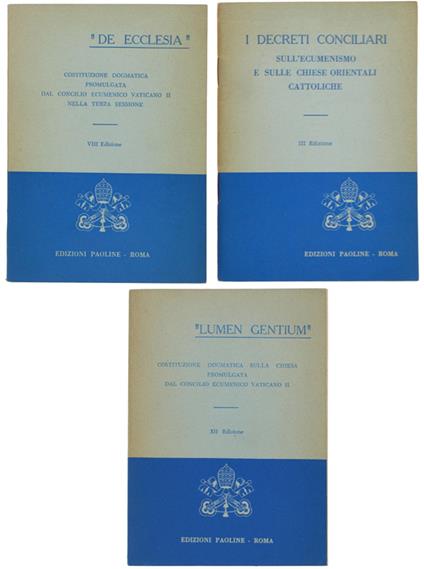 "DE ECCLESIA"
COSTITUZIONE DOGMATICA
PROMULGATA
DAL CONCILIO ECUMENICO VATICANO II
NELLA TERZA SESSIONE
VIII Edizione
EDIZIONI PAOLINE - ROMA
I DECRETI CONCILIARI
SULL'ECUMENISMO
E SULLE CHIESE ORIENTALI
CATTOLICHE
III Edizione
EDIZIONI PAOLINE - ROMA
"LUMEN GENTIUM"
COSTITUZIONE DOGMATICA SULLA CHIESA
PROMULGATA
DAL CONCILIO ECUMENICO VATICANO II
XII Edizione
EDIZIONI PAOLINE - ROMA